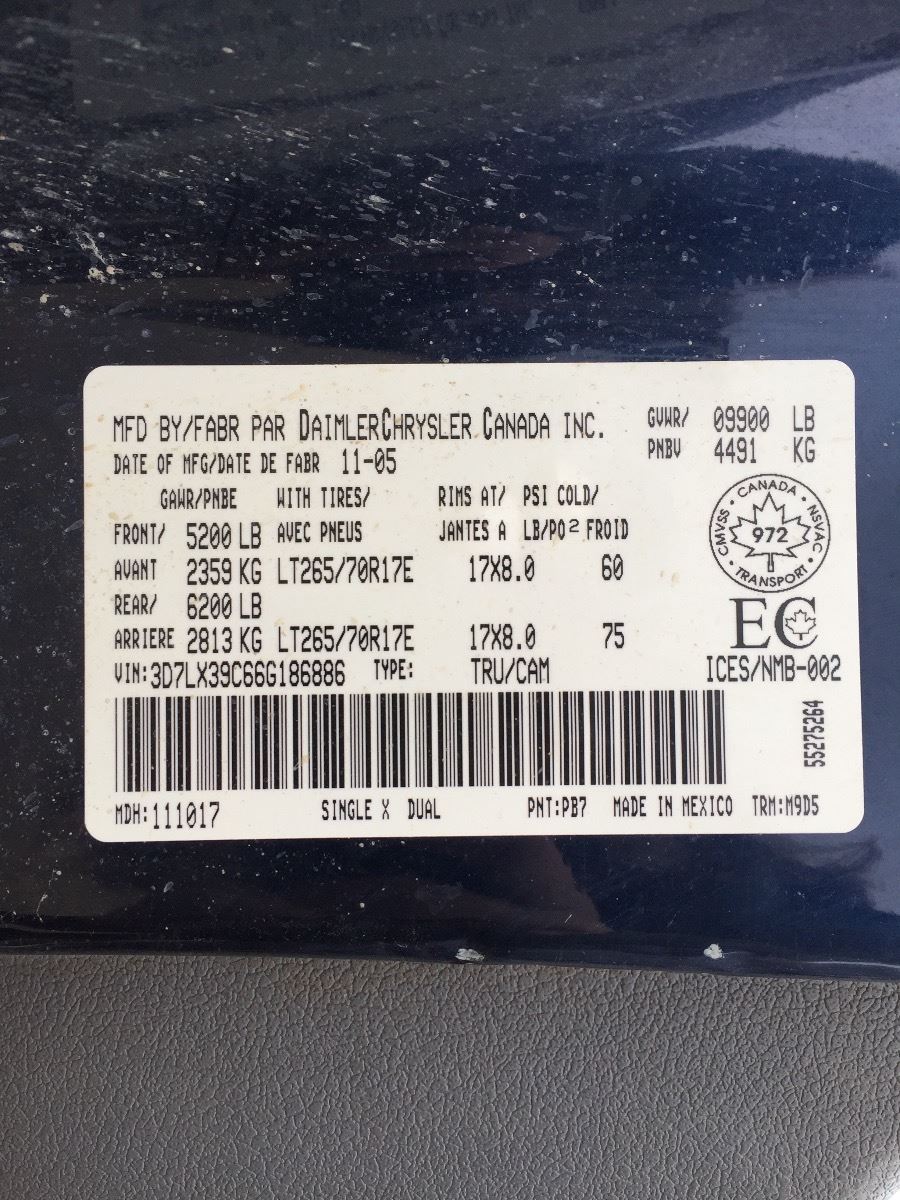 MFD BY/FABR PAR DAIMLERCHRYSLER CANADA INC. GVWR/ 09900 LB
DATE OF MFG/DATE DE FABR 11-05 PNBV 4491 KG
GAWR/PNBE WITH TIRES/ RIMS AT/ PSI COLD/
FRONT/ 5200 LB AVEC PNEUS JANTES A LB/PO² FROID
AVANT 2359 KG LT265/70R17E 17X8.0 60
REAR/ 6200 LB
ARRIERE 2813 KG LT265/70R17E 17X8.0 75
CANADA
CMVSS · NSVAC
972
TRANSPORT
EC
VIN:3D7LX39C66G186886 TYPE: TRU/CAM ICES/NMB-002
55275264
MDH:111017 SINGLE X DUAL PNT:PB7 MADE IN MEXICO TRM:M9D5